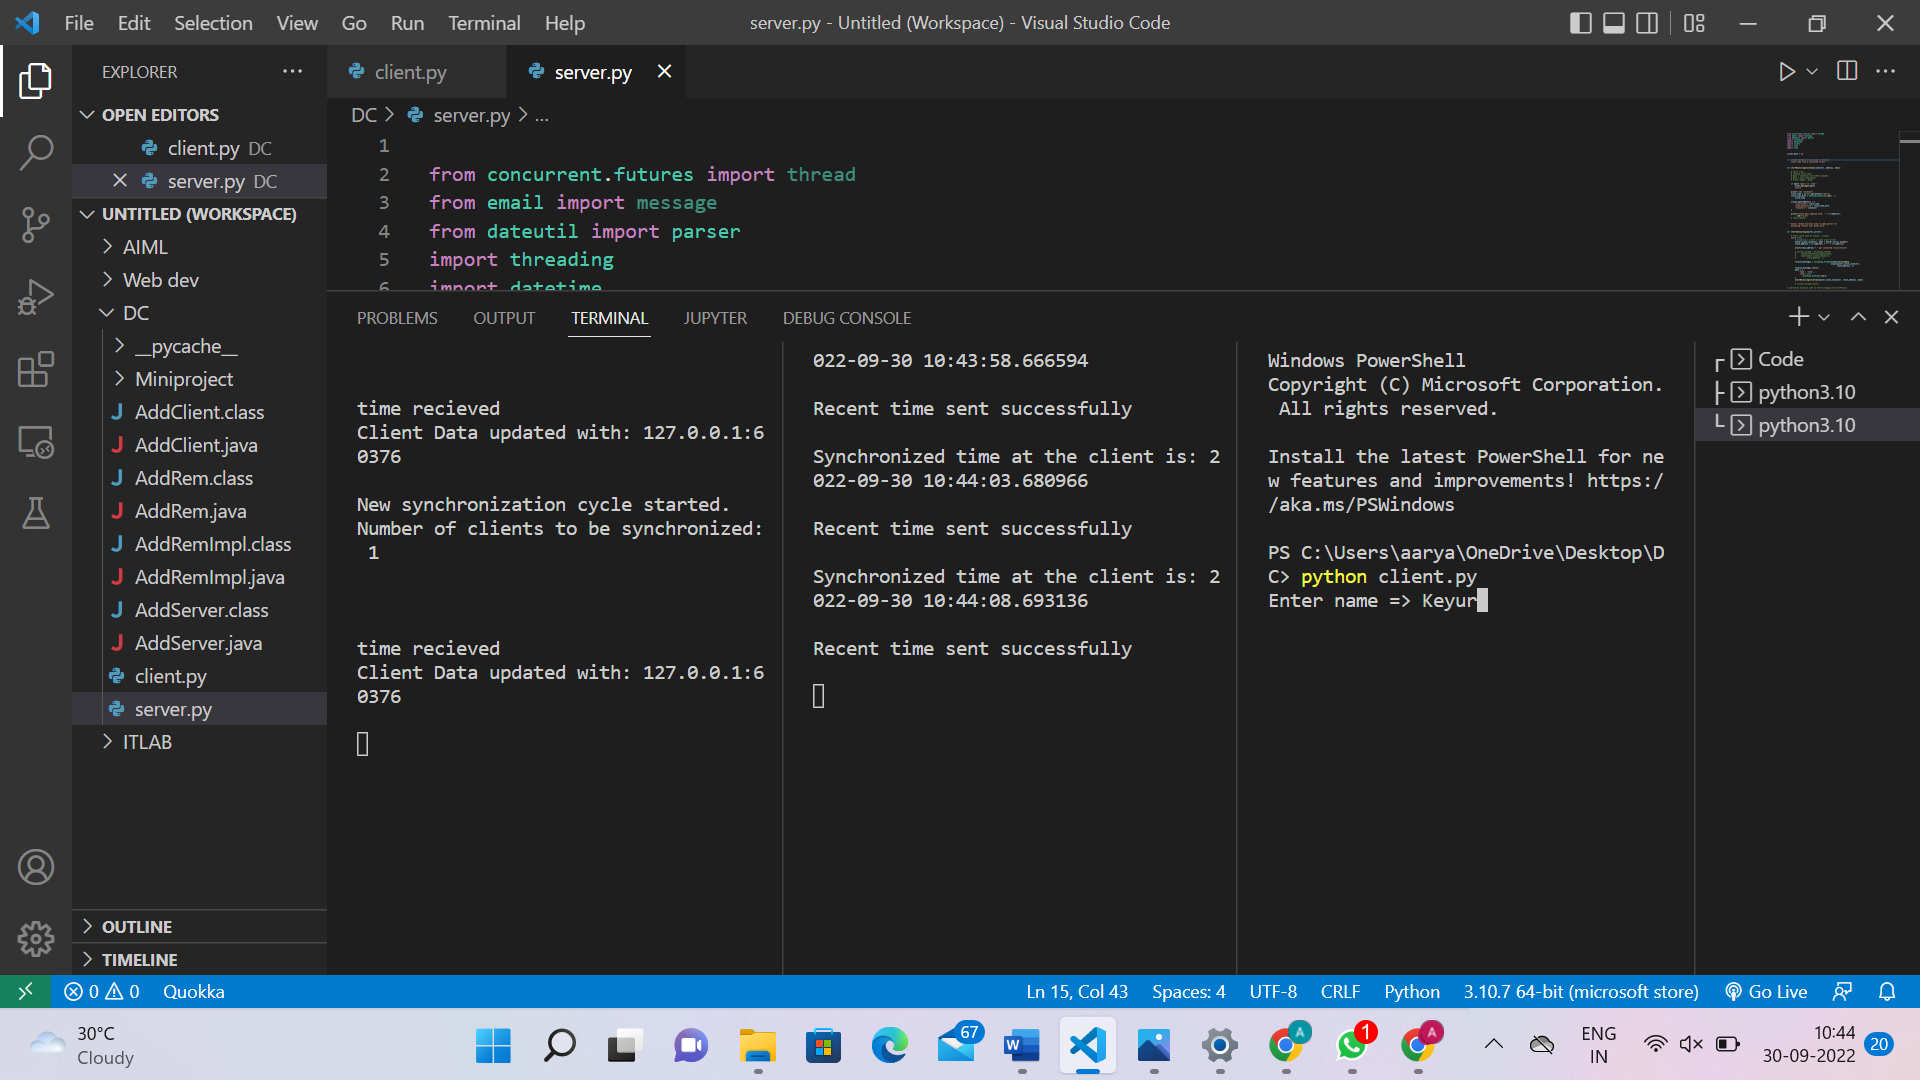 File Edit Selection View Go Run Terminal Help
server.py - Untitled (Workspace) - Visual Studio Code
EXPLORER
OPEN EDITORS
client.py DC
server.py DC
UNTITLED (WORKSPACE)
AIML
Web dev
DC
__pycache__
Miniproject
J AddClient.class
J AddClient.java
J AddRem.class
J AddRem.java
J AddRemImpl.class
J AddRemImpl.java
J AddServer.class
J AddServer.java
client.py
server.py
ITLAB
OUTLINE
TIMELINE
client.py
server.py
DC > server.py > ...
1
2 from concurrent.futures import thread
3 from email import message
4 from dateutil import parser
5 import threading
6 import datetime
PROBLEMS OUTPUT TERMINAL JUPYTER DEBUG CONSOLE
time recieved
Client Data updated with: 127.0.0.1:6
0376
New synchronization cycle started.
Number of clients to be synchronized:
1
time recieved
Client Data updated with: 127.0.0.1:6
0376
022-09-30 10:43:58.666594
Recent time sent successfully
Synchronized time at the client is: 2
022-09-30 10:44:03.680966
Recent time sent successfully
Synchronized time at the client is: 2
022-09-30 10:44:08.693136
Recent time sent successfully
Windows PowerShell
Copyright (C) Microsoft Corporation.
All rights reserved.
Install the latest PowerShell for ne
w features and improvements! https:/
/aka.ms/PSWindows
PS C:\Users\aarya\OneDrive\Desktop\D
C> python client.py
Enter name => Keyur
Code
python3.10
python3.10
0 0 Quokka
Ln 15, Col 43 Spaces: 4 UTF-8 CRLF Python 3.10.7 64-bit (microsoft store) Go Live
30°C
Cloudy
67
W
A
1
A
ENG
IN
10:44
30-09-2022
20